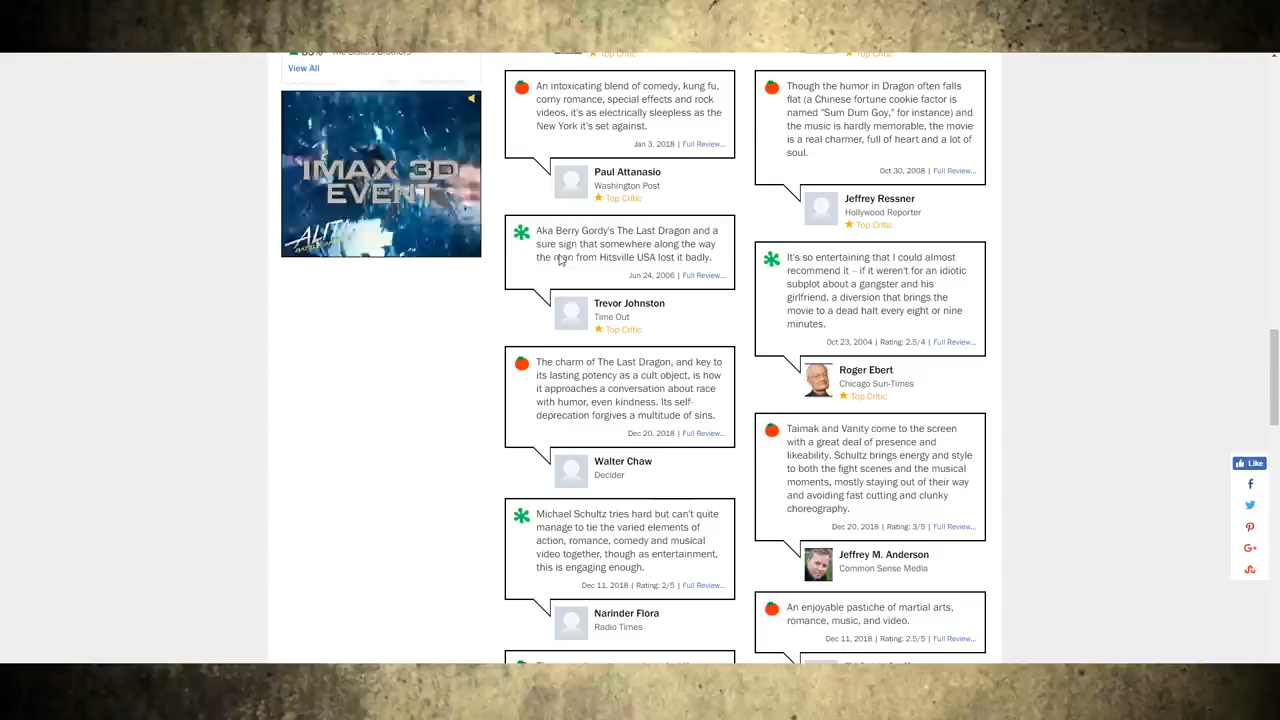 The Sisters Brothers
View All
IMAX 3D
EVENT
ALITA
Top Critic
An intoxicating blend of comedy, kung fu,
corny romance, special effects and rock
videos, it's as electrically sleepless as the
New York it's set against.
Jan 3, 2018 | Full Review...
Paul Attanasio
Washington Post
Top Critic
Aka Berry Gordy's The Last Dragon and a
sure sign that somewhere along the way
the man from Hitsville USA lost it badly.
Jun 24, 2006 | Full Review...
Trevor Johnston
Time Out
Top Critic
The charm of The Last Dragon, and key to
its lasting potency as a cult object, is how
it approaches a conversation about race
with humor, even kindness. Its self-
deprecation forgives a multitude of sins.
Dec 20, 2018 | Full Review...
Walter Chaw
Decider
Michael Schultz tries hard but can't quite
manage to tie the varied elements of
action, romance, comedy and musical
video together, though as entertainment,
this is engaging enough.
Dec 11, 2018 | Rating: 2/5 | Full Review...
Narinder Flora
Radio Times
Top Critic
Though the humor in Dragon often falls
flat (a Chinese fortune cookie factor is
named "Sum Dum Goy," for instance) and
the music is hardly memorable, the movie
is a real charmer, full of heart and a lot of
soul.
Oct 30, 2008 | Full Review...
Jeffrey Ressner
Hollywood Reporter
Top Critic
It's so entertaining that I could almost
recommend it -- if it weren't for an idiotic
subplot about a gangster and his
girlfriend, a diversion that brings the
movie to a dead halt every eight or nine
minutes.
Oct 23, 2004 | Rating: 2.5/4 | Full Review...
Roger Ebert
Chicago Sun-Times
Top Critic
Taimak and Vanity come to the screen
with a great deal of presence and
likeability. Schultz brings energy and style
to both the fight scenes and the musical
moments, mostly staying out of their way
and avoiding fast cutting and clunky
choreography.
Dec 20, 2018 | Rating: 3/5 | Full Review...
Jeffrey M. Anderson
Common Sense Media
An enjoyable pastiche of martial arts,
romance, music, and video.
Dec 11, 2018 | Rating: 2.5/5 | Full Review...
Like